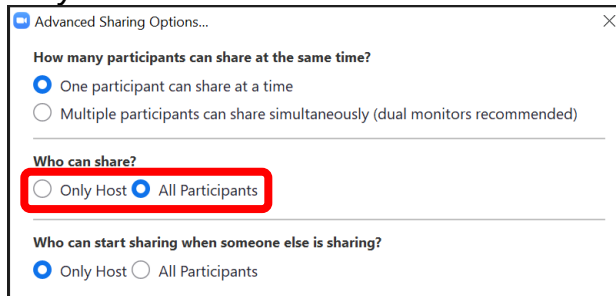 Advanced Sharing Options...
How many participants can share at the same time?
One participant can share at a time
Multiple participants can share simultaneously (dual monitors recommended)
Who can share?
Only Host All Participants
Who can start sharing when someone else is sharing?
Only Host All Participants